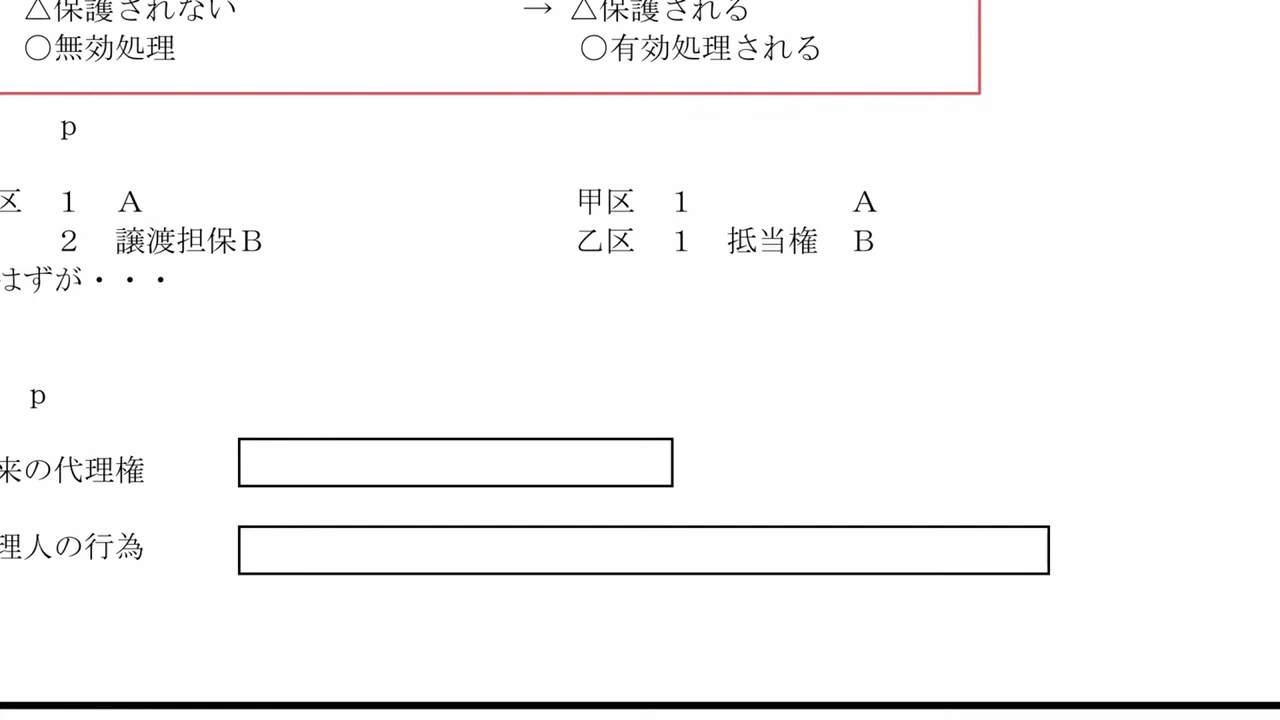 △保護されない → △保護される
○無効処理 ○有効処理される
p
区 1 A 甲区 1 A
2 譲渡担保B 乙区 1 抵当権 B
はずが・・・
p
来の代理権
理人の行為